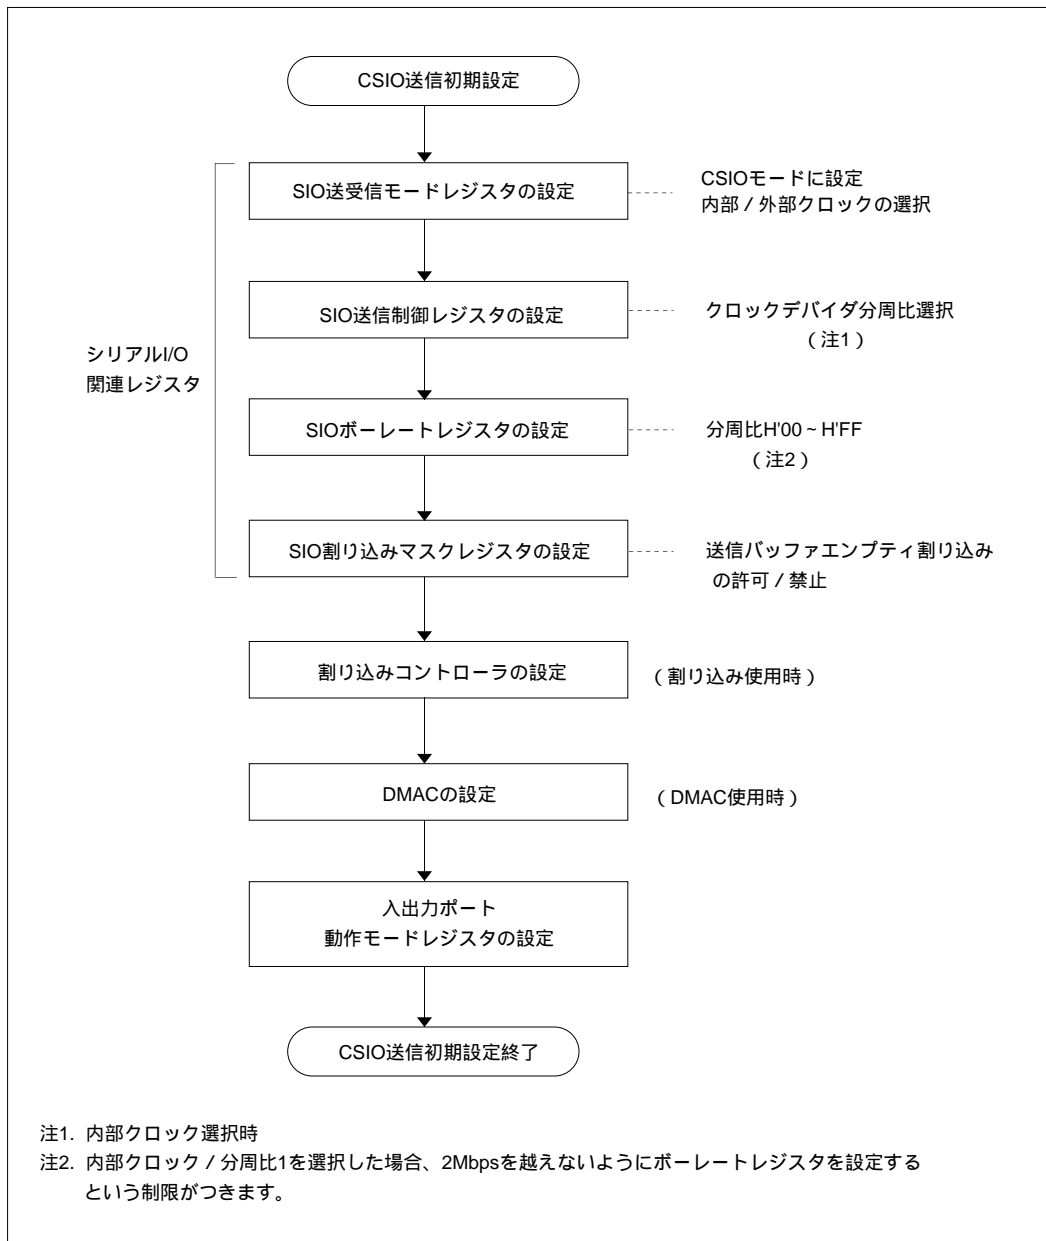 CSIO送信初期設定
SIO送受信モードレジスタの設定
CSIOモードに設定
内部 / 外部クロックの選択
SIO送信制御レジスタの設定
クロックデバイダ分周比選択
( 注1 )
シリアルI/O
関連レジスタ
SIOボーレートレジスタの設定
分周比H'00 ~ H'FF
( 注2 )
SIO割り込みマスクレジスタの設定
送信バッファエンプティ割り込み
の許可 / 禁止
割り込みコントローラの設定
( 割り込み使用時 )
DMACの設定
( DMAC使用時 )
入出力ポート
動作モードレジスタの設定
CSIO送信初期設定終了
注1. 内部クロック選択時
注2. 内部クロック / 分周比1を選択した場合、2Mbpsを越えないようにボーレートレジスタを設定する
という制限がつきます。